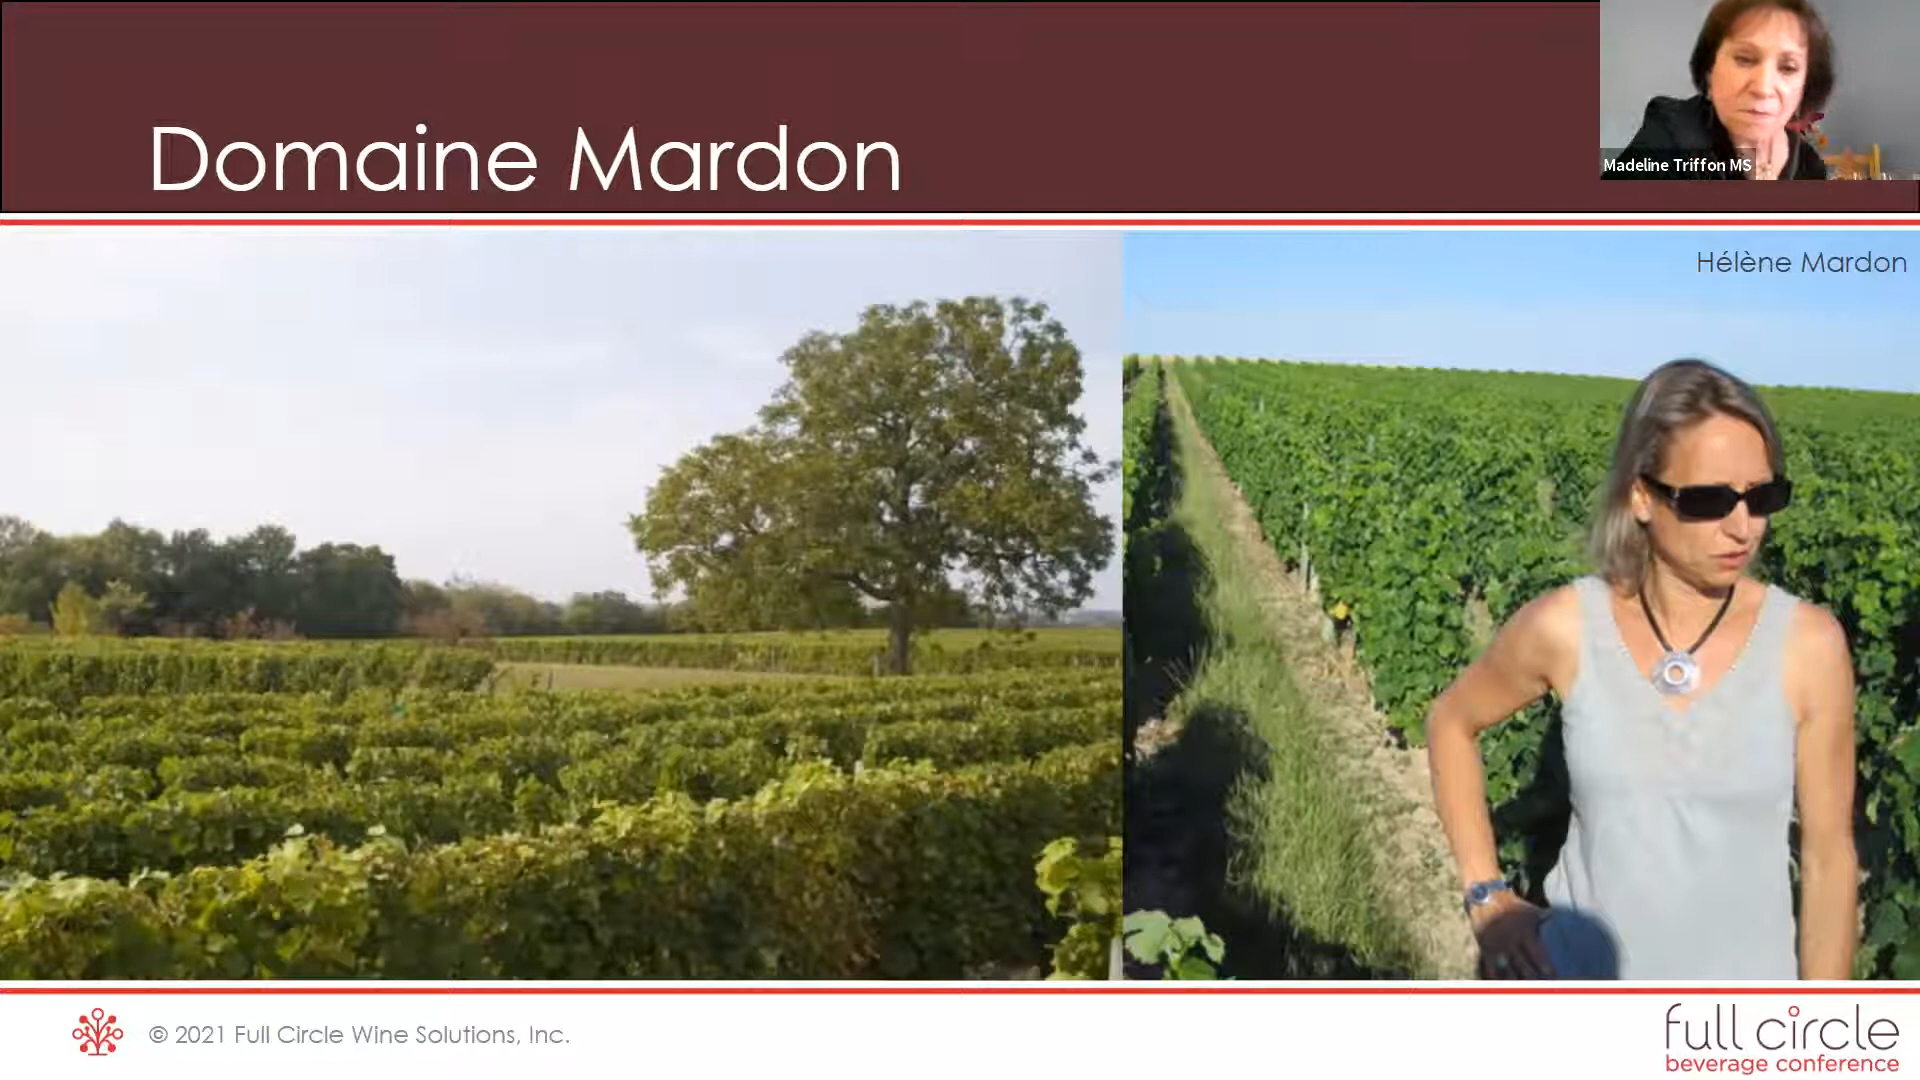 Domaine Mardon
Madeline Triffon MS
Hélène Mardon
© 2021 Full Circle Wine Solutions, Inc.
full circle
beverage conference